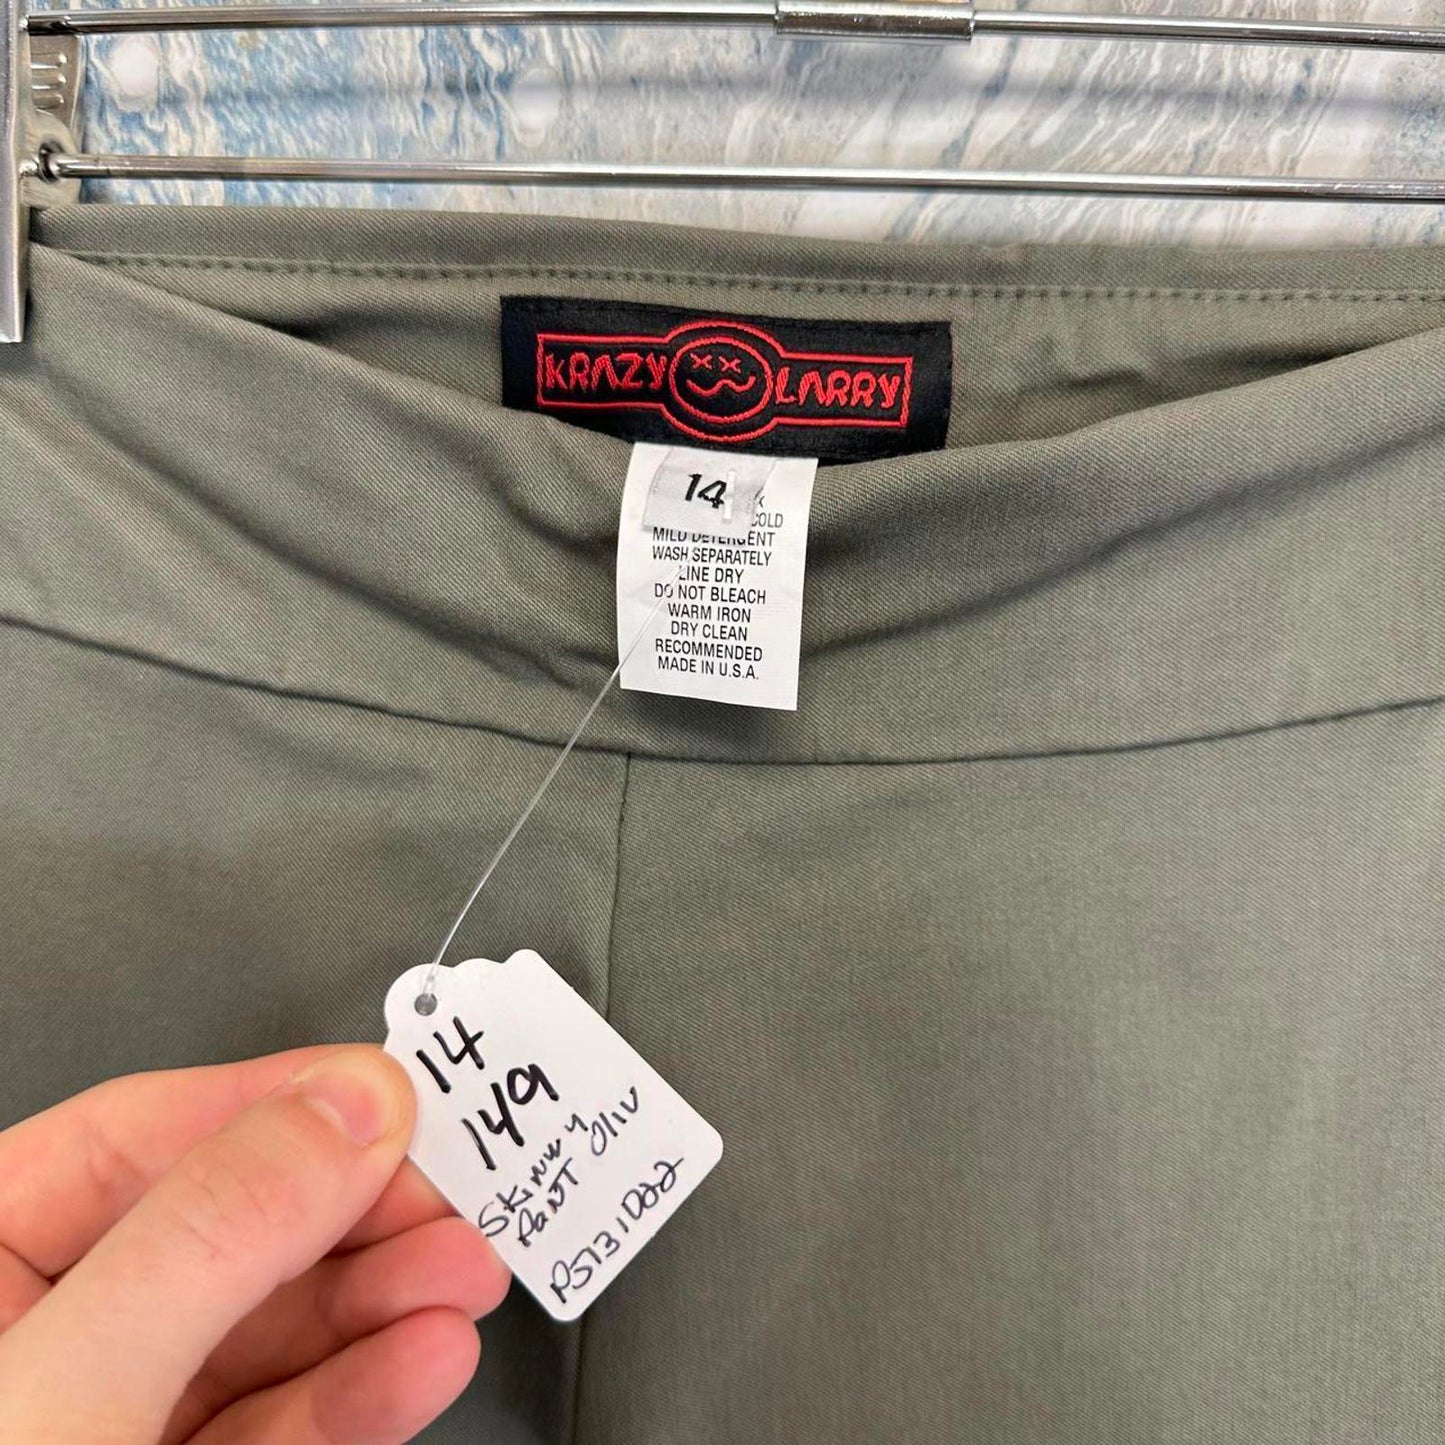 KRAZY LARRY
14
COLD
MILD DETERGENT
WASH SEPARATELY
LINE DRY
DO NOT BLEACH
WARM IRON
DRY CLEAN
RECOMMENDED
MADE IN U.S.A.
14
149
SKINNY
PANT OLIV